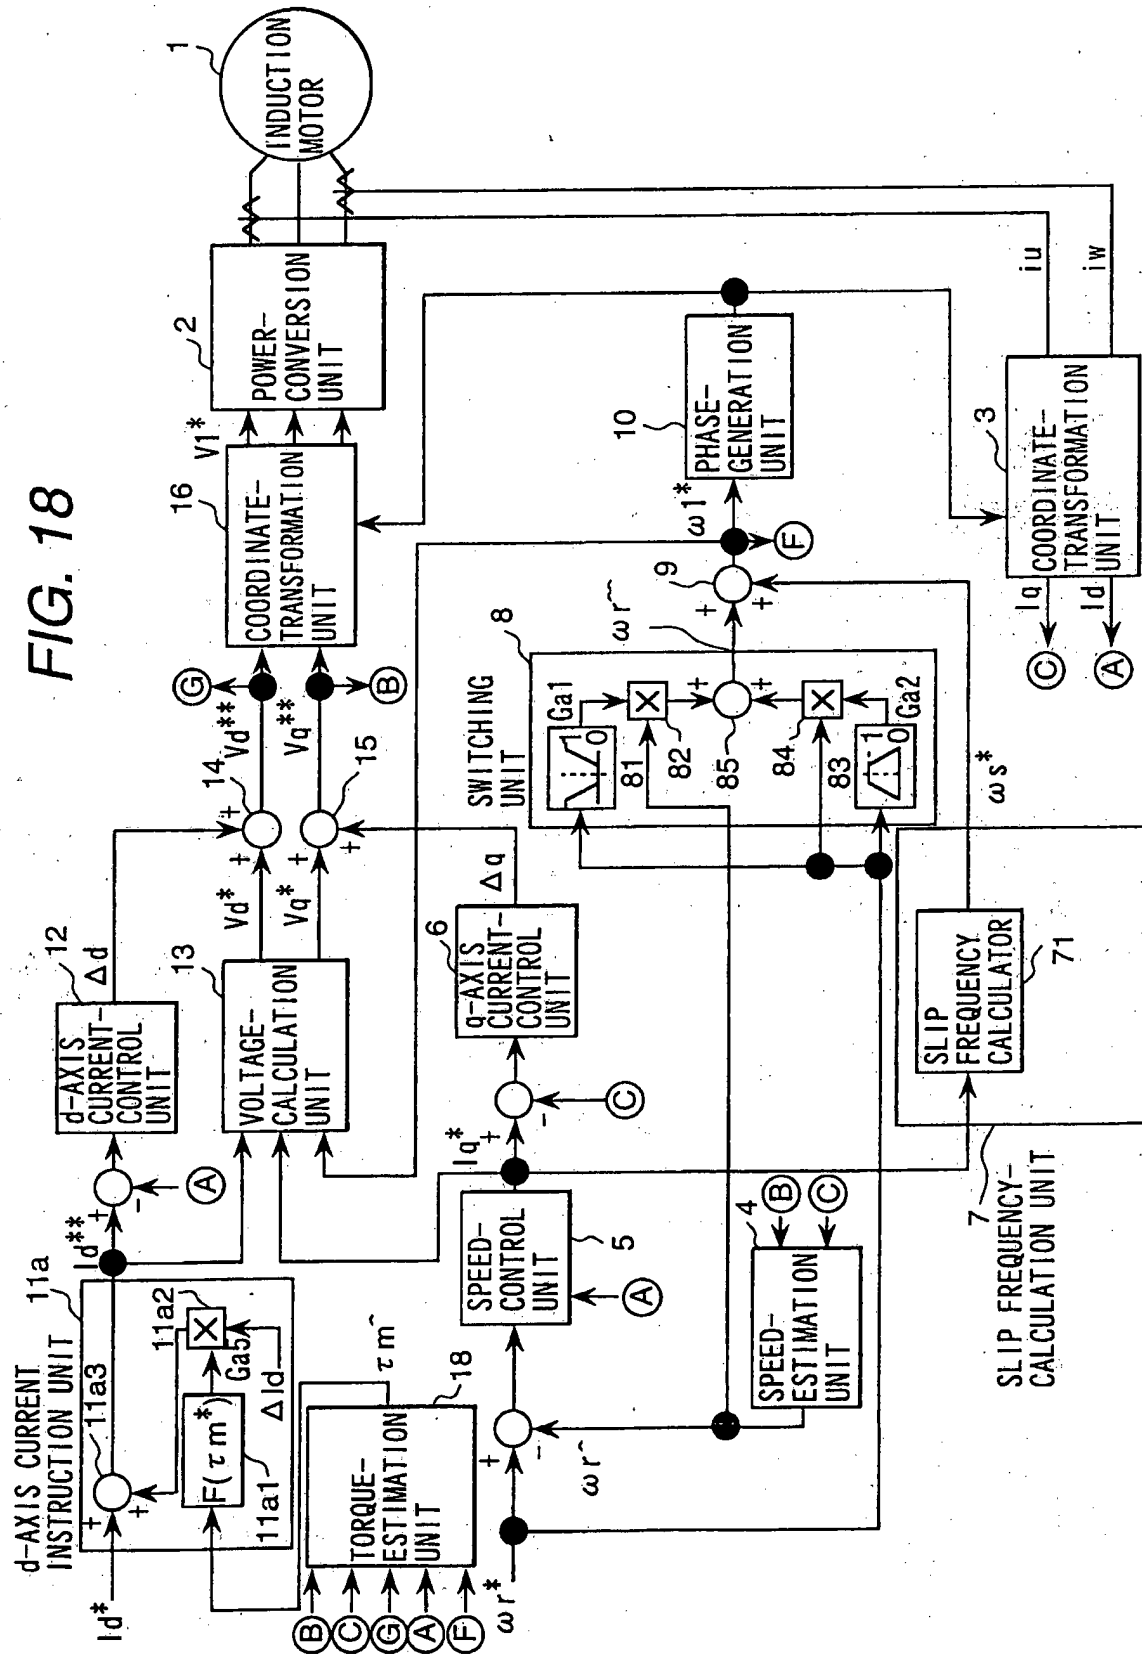 FIG. 18
d-AXIS CURRENT
INSTRUCTION UNIT
11a
Id*
+
+
11a3
11a2
X
Ga5
ΔId
F(τm*)
11a1
Id**
+
-
A
12
d-AXIS
CURRENT-
CONTROL
UNIT
Δd
13
VOLTAGE-
CALCULATION
UNIT
Vd*
Vq*
14
+
+
15
+
+
Vd**
Vq**
G
B
16
COORDINATE-
TRANSFORMATION
UNIT
V1*
2
POWER-
CONVERSION
UNIT
1
INDUCTION
MOTOR
B
C
G
A
F
TORQUE-
ESTIMATION
UNIT
18
τm^
ωr*
+
-
ωr^
SPEED-
CONTROL
UNIT
5
A
Iq*
+
-
C
6
q-AXIS
CURRENT-
CONTROL
UNIT
Δq
4
SPEED-
ESTIMATION
UNIT
B
C
SWITCHING
UNIT
8
1
0
Ga1
81
X
82
+
+
85
X
84
83
1
0
Ga2
ωr~
9
+
+
ω1*
F
10
PHASE-
GENERATION
UNIT
7
SLIP FREQUENCY-
CALCULATION UNIT
SLIP
FREQUENCY
CALCULATOR
71
ωs*
3
COORDINATE-
TRANSFORMATION
UNIT
Iq
Id
C
A
iu
iw